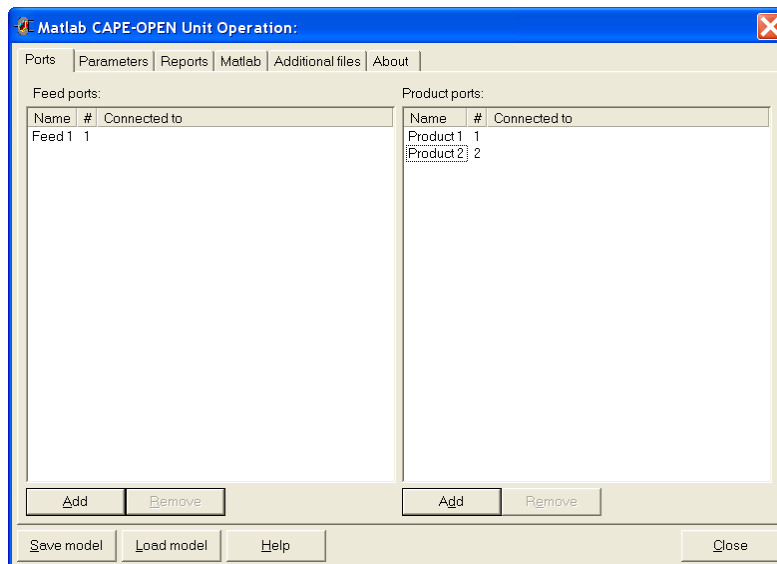 Matlab CAPE-OPEN Unit Operation:
Ports Parameters Reports Matlab Additional files About
Feed ports: Product ports:
Name # Connected to Name # Connected to
Feed 1 1 Product 1 1
Product 2 2
Add Remove Add Remove
Save model Load model Help Close